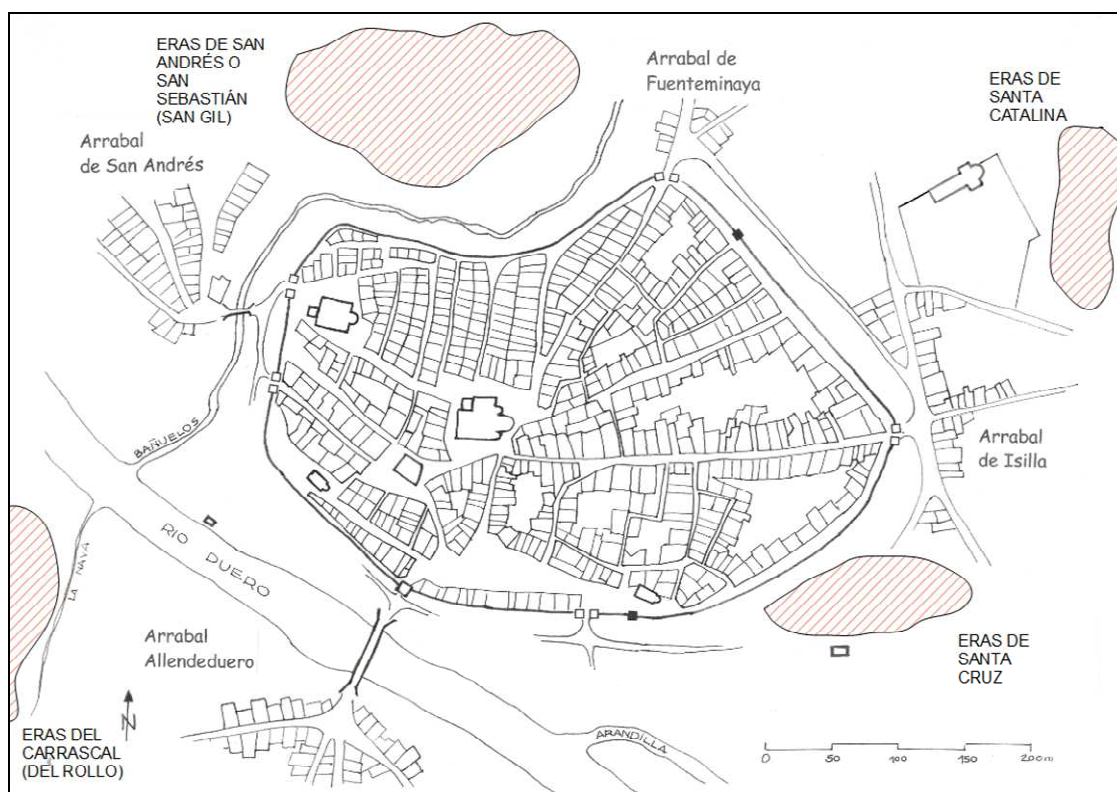 ERAS DE SAN
ANDRÉS O
SAN
SEBASTIÁN
(SAN GIL)
Arrabal de
Fuenteminaya
ERAS DE
SANTA
CATALINA
Arrabal
de San Andrés
BAÑUELOS
Arrabal
de Isilla
RIO DUERO
LA NAVA
Arrabal
Allendeduero
ERAS DE
SANTA
CRUZ
N
ERAS DEL
CARRASCAL
(DEL ROLLO)
ARANDILLA
0 50 100 150 200m